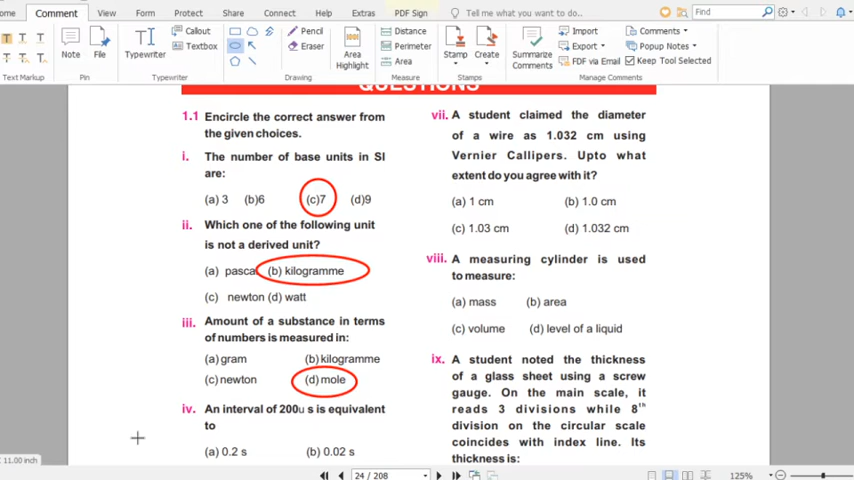 Comment
View
Form
Protect
Share
Connect
Help
Extras
PDF Sign
Tell me what you want to do...
Find
Note
File
Typewriter
Callout
Textbox
Pencil
Eraser
Area
Highlight
Distance
Perimeter
Area
Stamp
Create
Summarize
Comments
Import
Export
FDF via Email
Comments
Popup Notes
Keep Tool Selected
Text Markup
Pin
Typewriter
Drawing
Measure
Stamps
Manage Comments
QUESTIONS
1.1 Encircle the correct answer from
the given choices.
i. The number of base units in SI
are:
(a) 3 (b)6 (c)7 (d)9
ii. Which one of the following unit
is not a derived unit?
(a) pasca (b) kilogramme
(c) newton (d) watt
iii. Amount of a substance in terms
of numbers is measured in:
(a) gram (b) kilogramme
(c) newton (d) mole
iv. An interval of 200u s is equivalent
to
(a) 0.2 s (b) 0.02 s
vii. A student claimed the diameter
of a wire as 1.032 cm using
Vernier Callipers. Upto what
extent do you agree with it?
(a) 1 cm (b) 1.0 cm
(c) 1.03 cm (d) 1.032 cm
viii. A measuring cylinder is used
to measure:
(a) mass (b) area
(c) volume (d) level of a liquid
ix. A student noted the thickness
of a glass sheet using a screw
gauge. On the main scale, it
reads 3 divisions while 8th
division on the circular scale
coincides with index line. Its
thickness is:
11.00 inch
24 / 208
125%